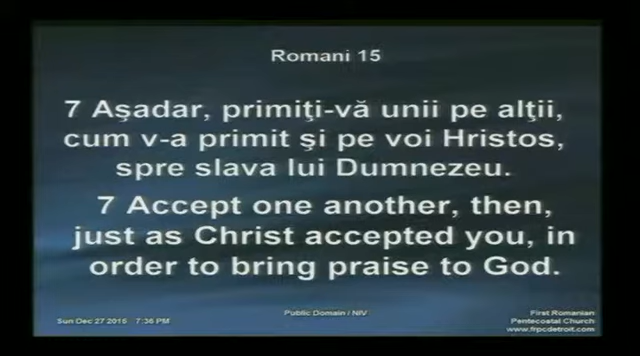 Romani 15
7 Aşadar, primiţi-vă unii pe alţii,
cum v-a primit şi pe voi Hristos,
spre slava lui Dumnezeu.
7 Accept one another, then,
just as Christ accepted you, in
order to bring praise to God.
Public Domain / NIV
Sun Dec 27 2015 7:36 PM
First Romanian
Pentecostal Church
www.frpcdetroit.com